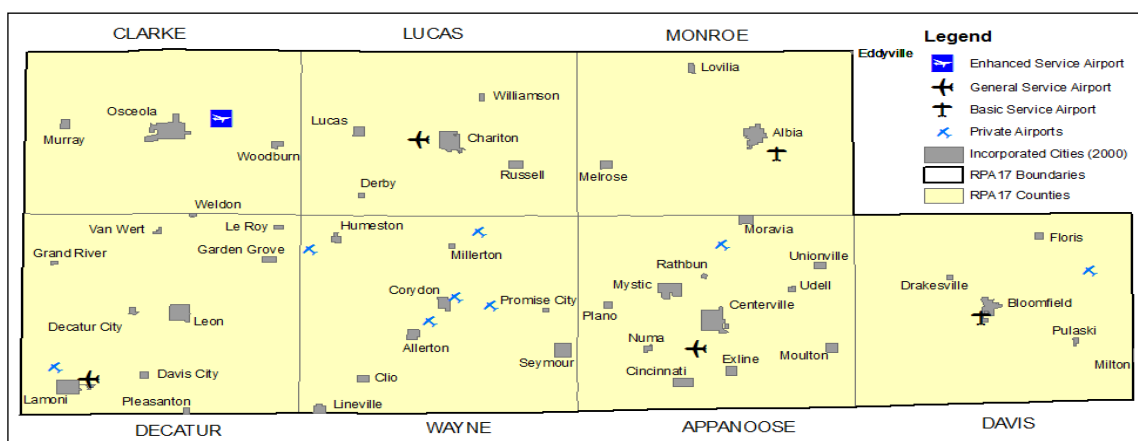 CLARKE
LUCAS
MONROE
Eddyville
Legend
Enhanced Service Airport
General Service Airport
Basic Service Airport
Private Airports
Incorporated Cities (2000)
RPA17 Boundaries
RPA17 Counties
Lovilia
Williamson
Osceola
Lucas
Murray
Chariton
Albia
Woodburn
Russell
Melrose
Derby
Weldon
Van Wert
Le Roy
Humeston
Moravia
Floris
Garden Grove
Millerton
Grand River
Rathbun
Unionville
Drakesville
Mystic
Udell
Corydon
Promise City
Plano
Centerville
Bloomfield
Decatur City
Leon
Allerton
Numa
Pulaski
Seymour
Exline
Moulton
Milton
Davis City
Clio
Cincinnati
Lamoni
Pleasanton
Lineville
DECATUR
WAYNE
APPANOOSE
DAVIS